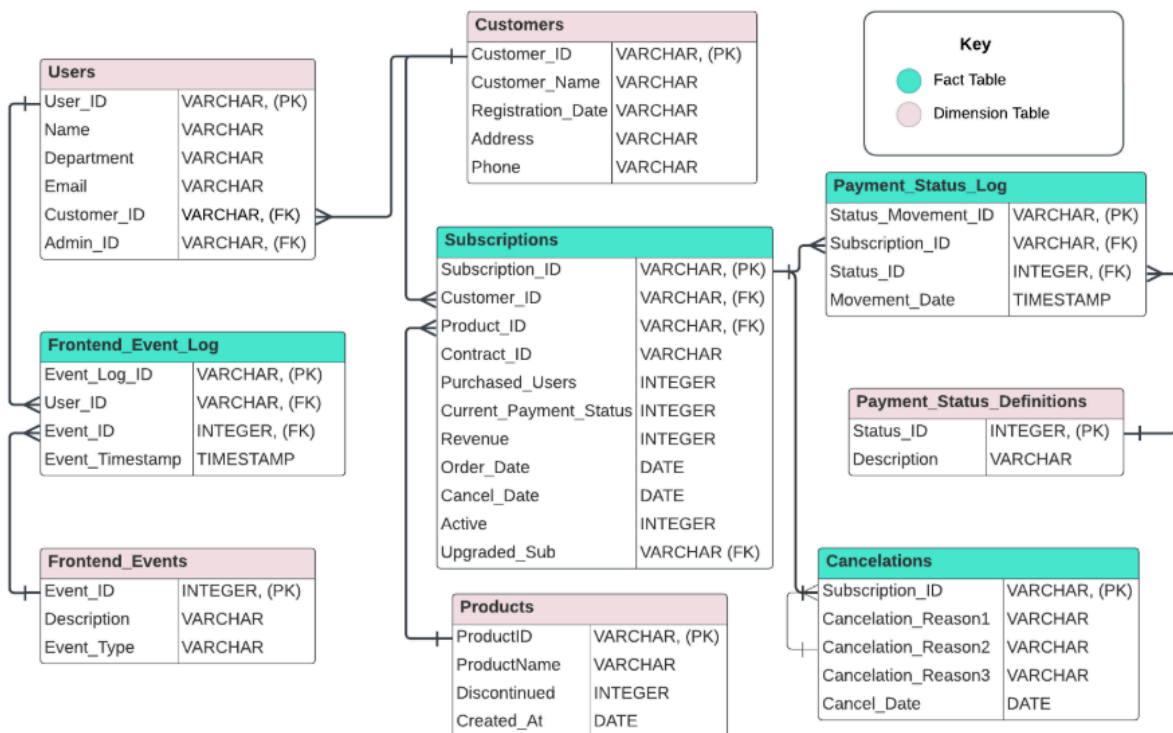 Customers
Customer_ID VARCHAR, (PK)
Customer_Name VARCHAR
Registration_Date VARCHAR
Address VARCHAR
Phone VARCHAR
Key
Fact Table
Dimension Table
Users
User_ID VARCHAR, (PK)
Name VARCHAR
Department VARCHAR
Email VARCHAR
Customer_ID VARCHAR, (FK)
Admin_ID VARCHAR, (FK)
Payment_Status_Log
Status_Movement_ID VARCHAR, (PK)
Subscription_ID VARCHAR, (FK)
Status_ID INTEGER, (FK)
Movement_Date TIMESTAMP
Subscriptions
Subscription_ID VARCHAR, (PK)
Customer_ID VARCHAR, (FK)
Product_ID VARCHAR, (FK)
Contract_ID VARCHAR
Purchased_Users INTEGER
Current_Payment_Status INTEGER
Revenue INTEGER
Order_Date DATE
Cancel_Date DATE
Active INTEGER
Upgraded_Sub VARCHAR (FK)
Frontend_Event_Log
Event_Log_ID VARCHAR, (PK)
User_ID VARCHAR, (FK)
Event_ID INTEGER, (FK)
Event_Timestamp TIMESTAMP
Payment_Status_Definitions
Status_ID INTEGER, (PK)
Description VARCHAR
Frontend_Events
Event_ID INTEGER, (PK)
Description VARCHAR
Event_Type VARCHAR
Products
ProductID VARCHAR, (PK)
ProductName VARCHAR
Discontinued INTEGER
Created_At DATE
Cancelations
Subscription_ID VARCHAR, (PK)
Cancelation_Reason1 VARCHAR
Cancelation_Reason2 VARCHAR
Cancelation_Reason3 VARCHAR
Cancel_Date DATE